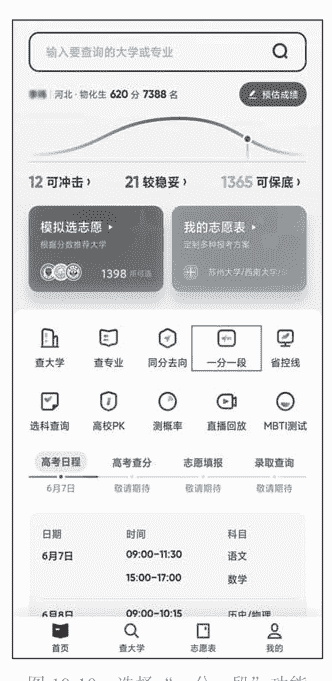 输入要查询的大学或专业
河北·物化生 620 分 7388 名
预估成绩
12 可冲击 › 21 较稳妥 › 1365 可保底 ›
模拟选志愿 我的志愿表
根据分数推荐大学 定制多种报考方案
1398 所可选 苏州大学/西南大学/
查大学 查专业 同分去向 一分一段 省控线
选科查询 高校PK 测概率 直播回放 MBTI测试
高考日程 高考查分 志愿填报 录取查询
6月7日 敬请期待 敬请期待 敬请期待
日期 时间 科目
6月7日 09:00-11:30 语文
15:00-17:00 数学
6月8日 09:00-10:15 历史/物理
首页 查大学 志愿表 我的